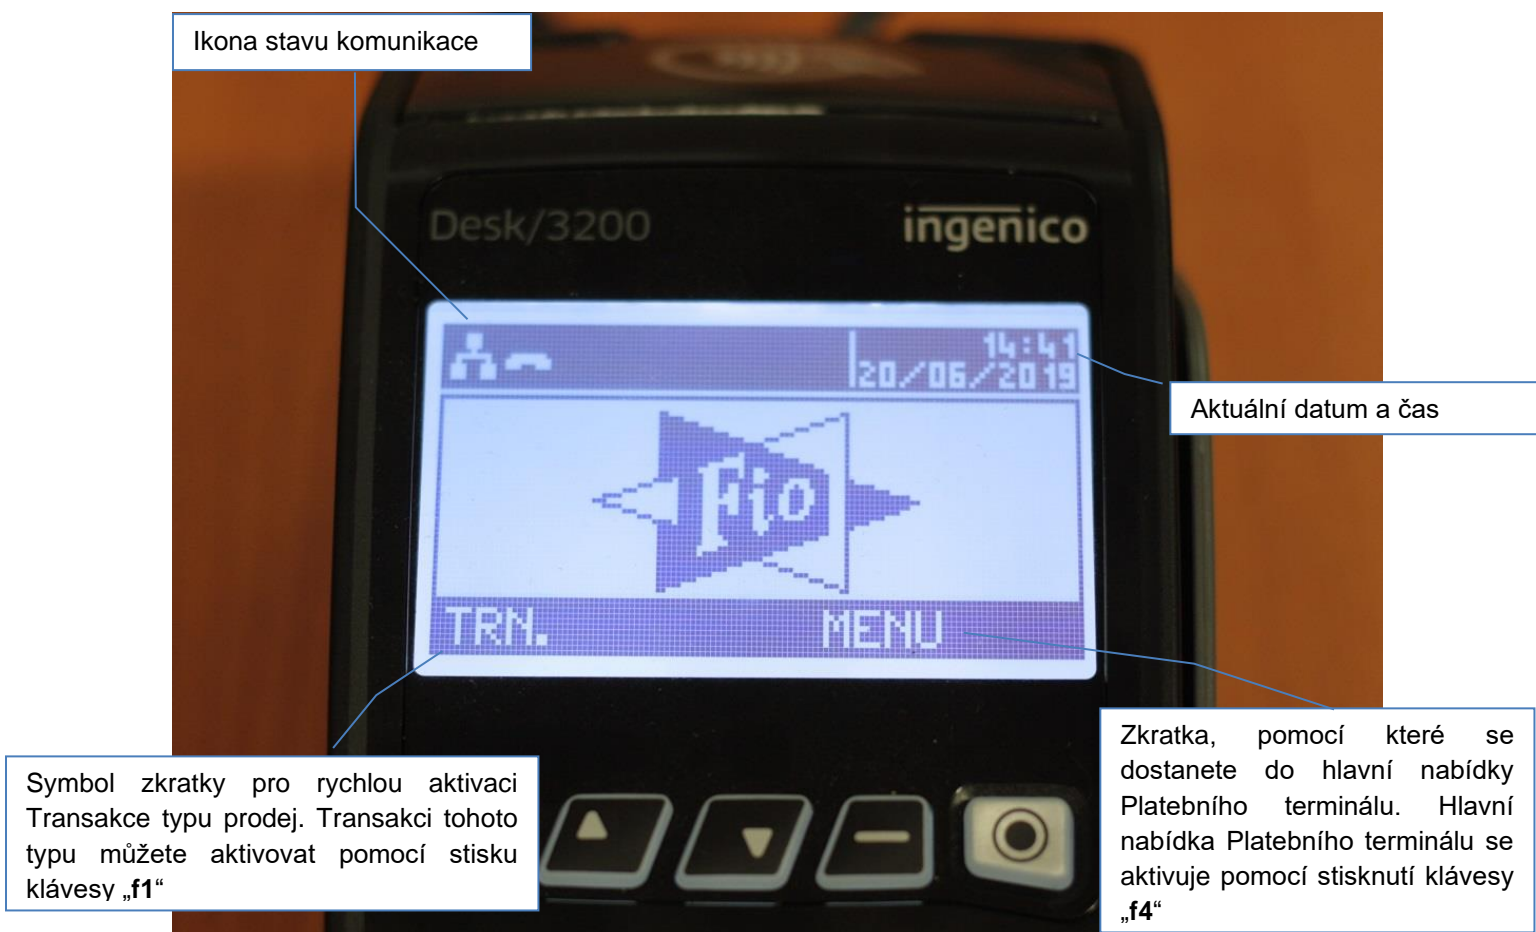 Ikona stavu komunikace
Desk/3200
ingenico
14:41
20/06/2019
Aktuální datum a čas
Fio
TRN.
MENU
Symbol zkratky pro rychlou aktivaci
Transakce typu prodej. Transakci tohoto
typu můžete aktivovat pomocí stisku
klávesy „f1“
Zkratka, pomocí které se
dostanete do hlavní nabídky
Platebního terminálu. Hlavní
nabídka Platebního terminálu se
aktivuje pomocí stisknutí klávesy
„f4“